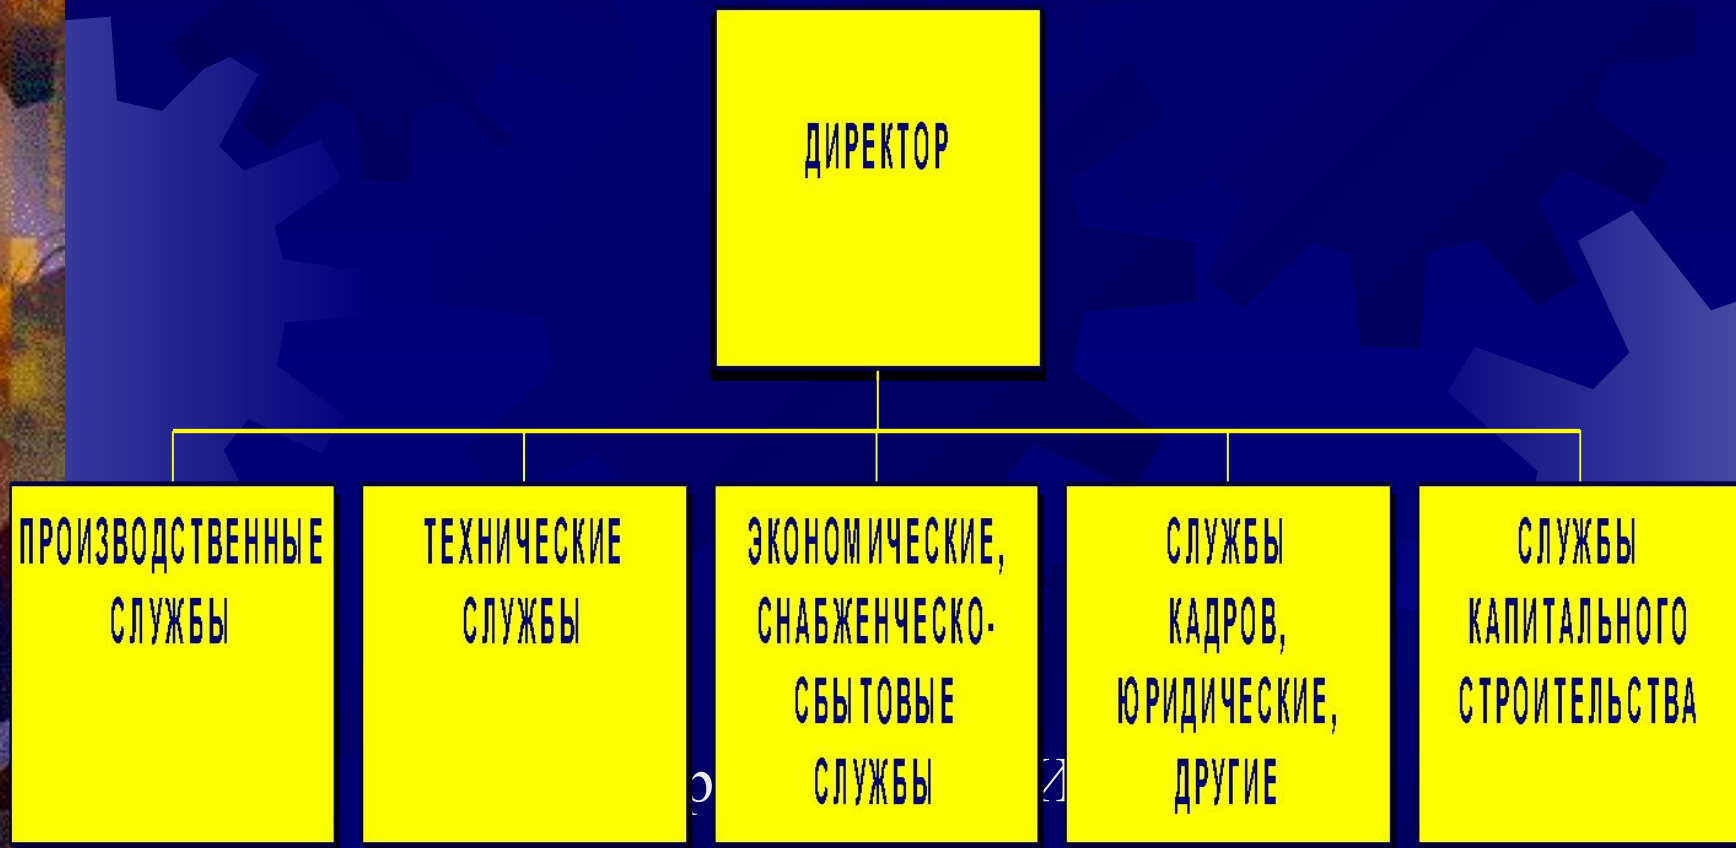 ДИРЕКТОР
ПРОИЗВОДСТВЕННЫЕ
СЛУЖБЫ
ТЕХНИЧЕСКИЕ
СЛУЖБЫ
ЭКОНОМИЧЕСКИЕ,
СНАБЖЕНЧЕСКО-
СБЫТОВЫЕ
СЛУЖБЫ
СЛУЖБЫ
КАДРОВ,
ЮРИДИЧЕСКИЕ,
ДРУГИЕ
СЛУЖБЫ
КАПИТАЛЬНОГО
СТРОИТЕЛЬСТВА